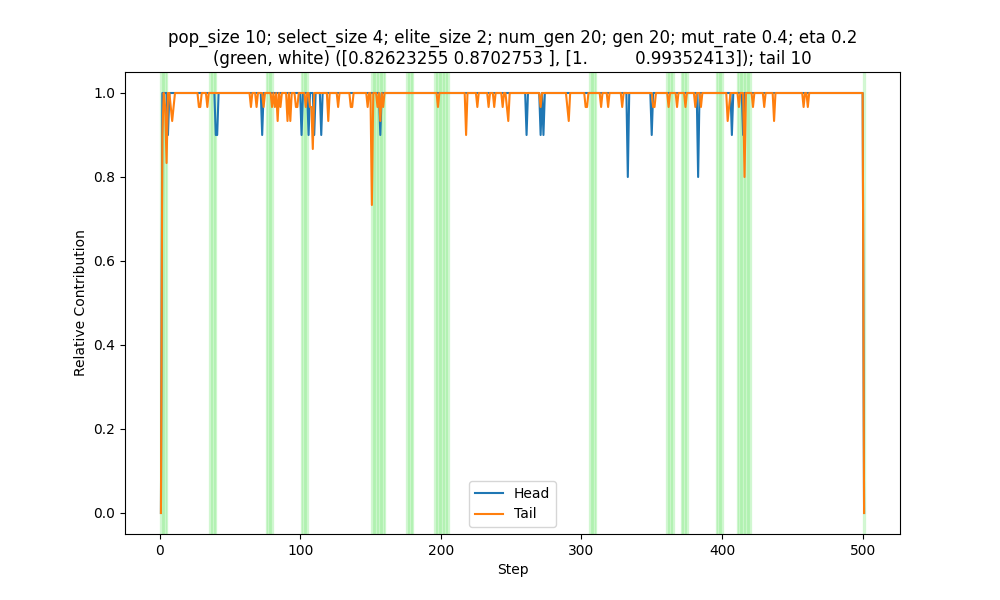 pop_size 10; select_size 4; elite_size 2; num_gen 20; gen 20; mut_rate 0.4; eta 0.2
(green, white) ([0.82623255 0.8702753 ], [1.          0.99352413]); tail 10
Relative Contribution
1.0
0.8
0.6
0.4
0.2
0.0
Head
Tail
0 100 200 300 400 500
Step